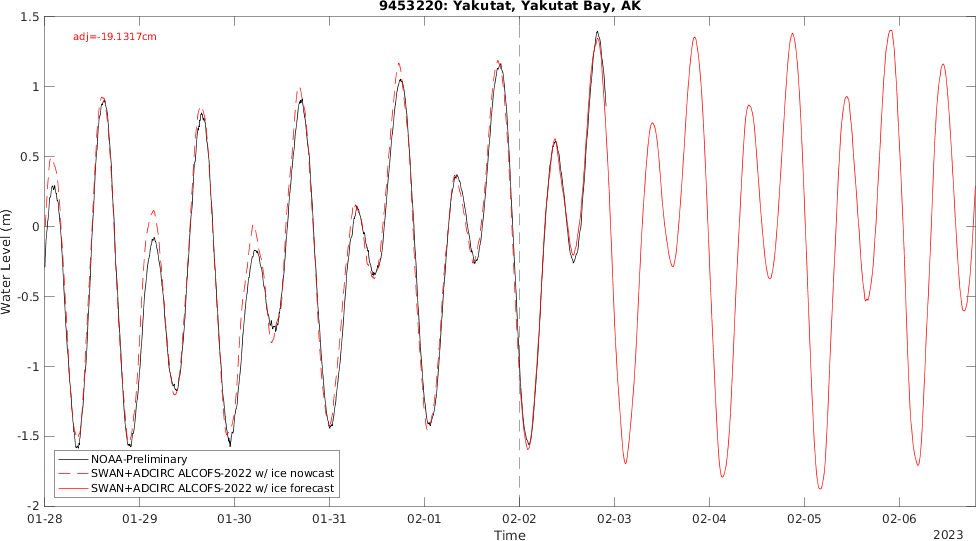 9453220: Yakutat, Yakutat Bay, AK
adj=-19.1317cm
1.5
1
0.5
0
-0.5
-1
-1.5
-2
Water Level (m)
NOAA-Preliminary
SWAN+ADCIRC ALCOFS-2022 w/ ice nowcast
SWAN+ADCIRC ALCOFS-2022 w/ ice forecast
01-28 01-29 01-30 01-31 02-01 02-02 02-03 02-04 02-05 02-06
Time
2023